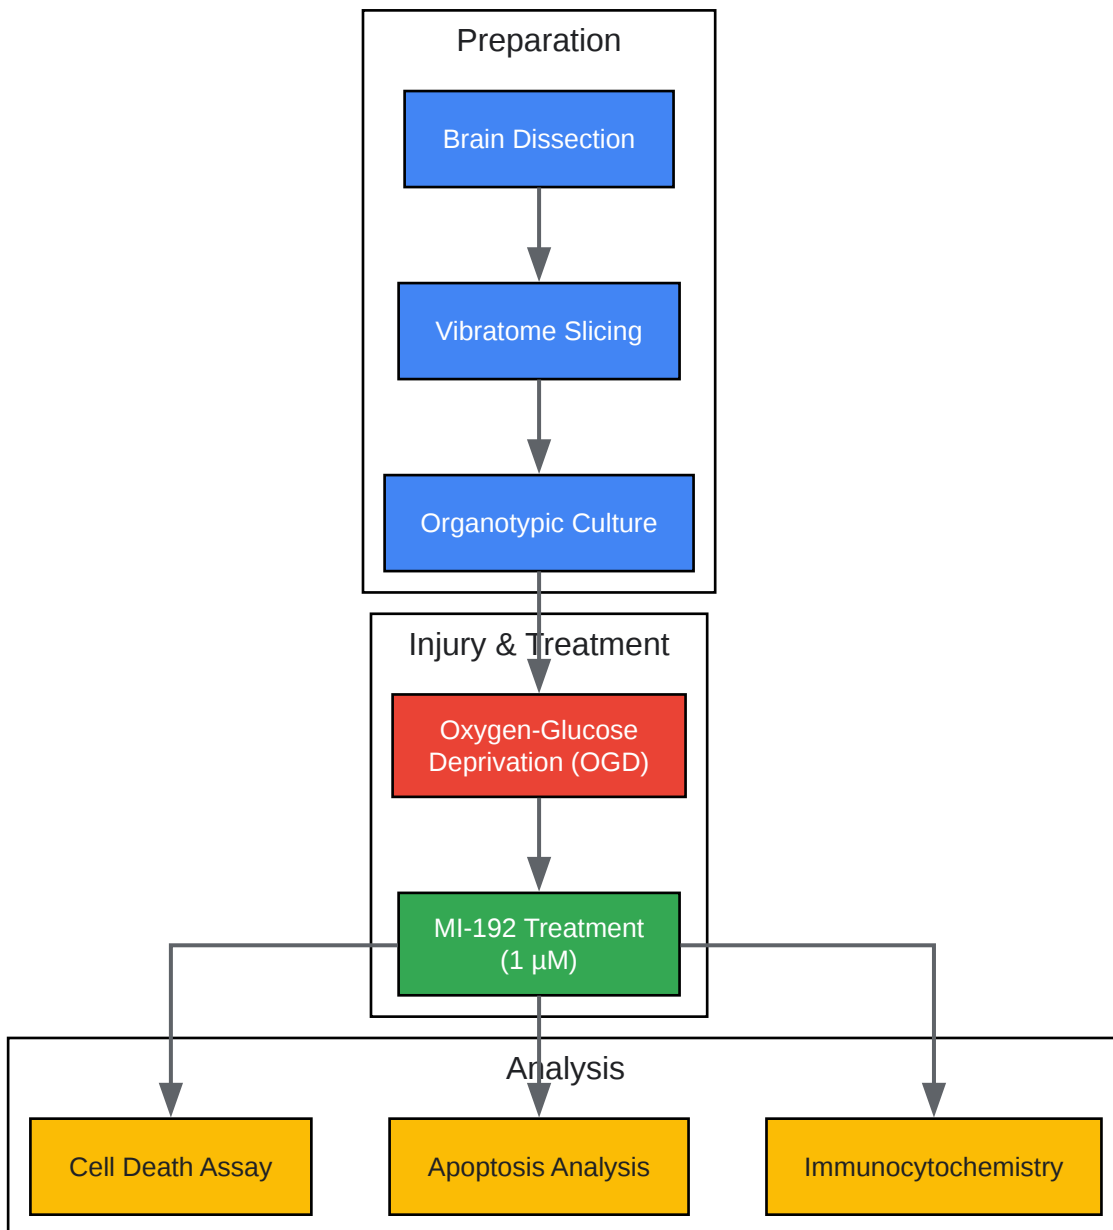 Preparation
Brain Dissection
Vibratome Slicing
Organotypic Culture
Injury & Treatment
Oxygen-Glucose
Deprivation (OGD)
MI-192 Treatment
(1 µM)
Analysis
Cell Death Assay
Apoptosis Analysis
Immunocytochemistry